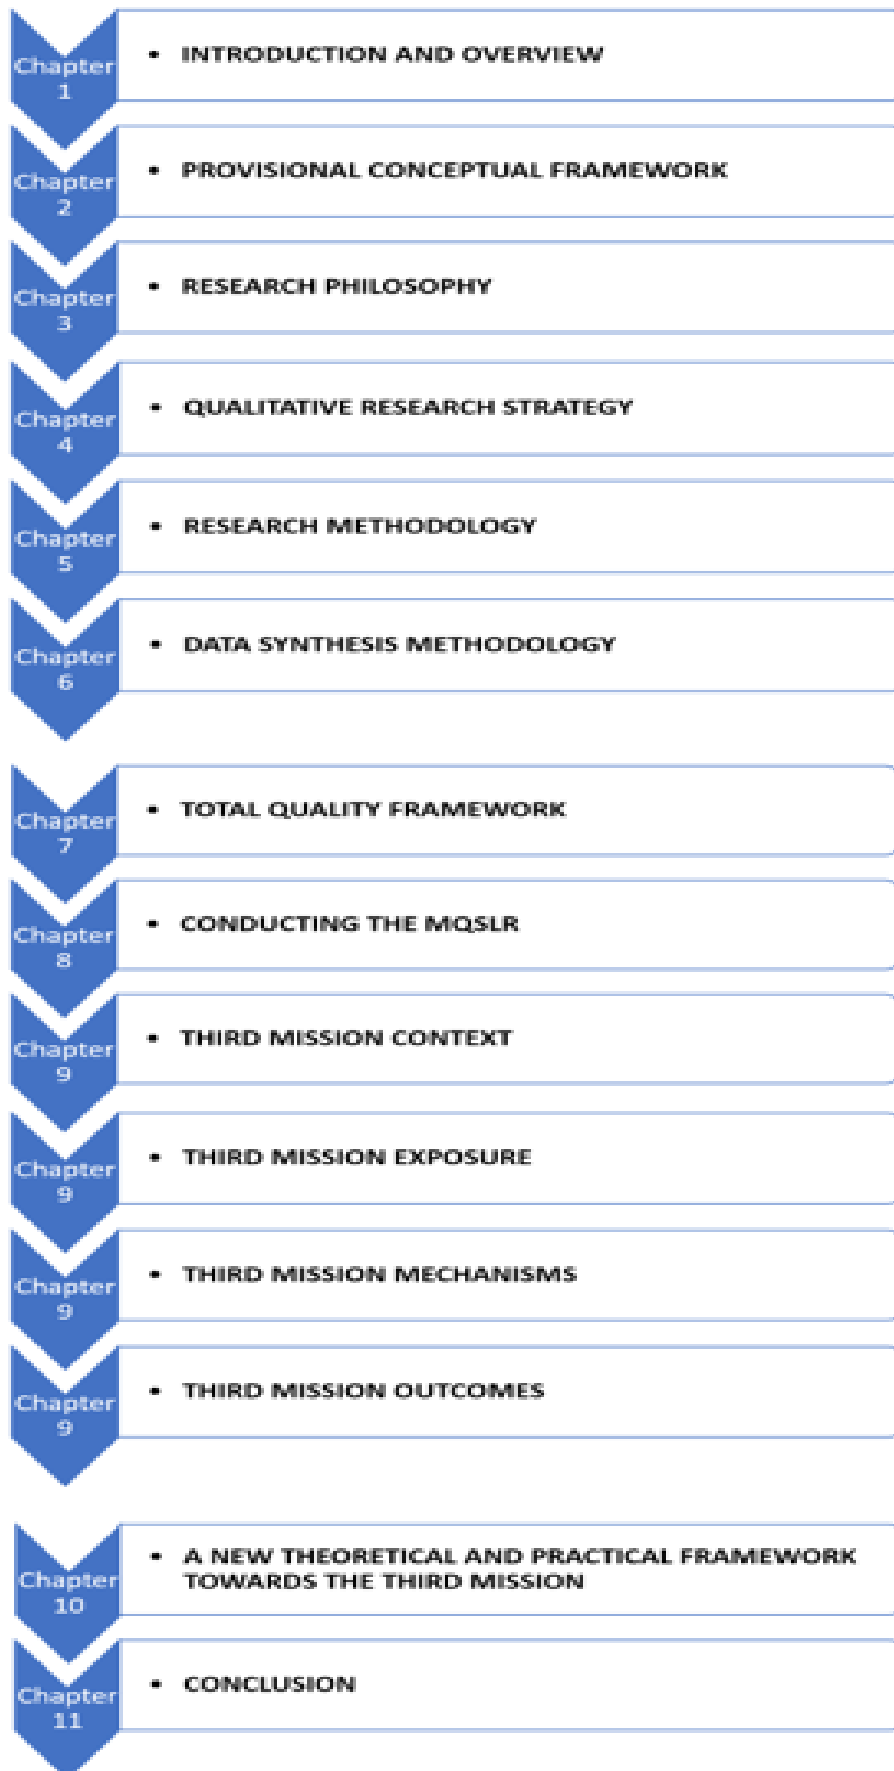 Chapter
1
• INTRODUCTION AND OVERVIEW
Chapter
2
• PROVISIONAL CONCEPTUAL FRAMEWORK
Chapter
3
• RESEARCH PHILOSOPHY
Chapter
4
• QUALITATIVE RESEARCH STRATEGY
Chapter
5
• RESEARCH METHODOLOGY
Chapter
6
• DATA SYNTHESIS METHODOLOGY
Chapter
7
• TOTAL QUALITY FRAMEWORK
Chapter
8
• CONDUCTING THE MQSLR
Chapter
9
• THIRD MISSION CONTEXT
Chapter
9
• THIRD MISSION EXPOSURE
Chapter
9
• THIRD MISSION MECHANISMS
Chapter
9
• THIRD MISSION OUTCOMES
Chapter
10
• A NEW THEORETICAL AND PRACTICAL FRAMEWORK
TOWARDS THE THIRD MISSION
Chapter
11
• CONCLUSION